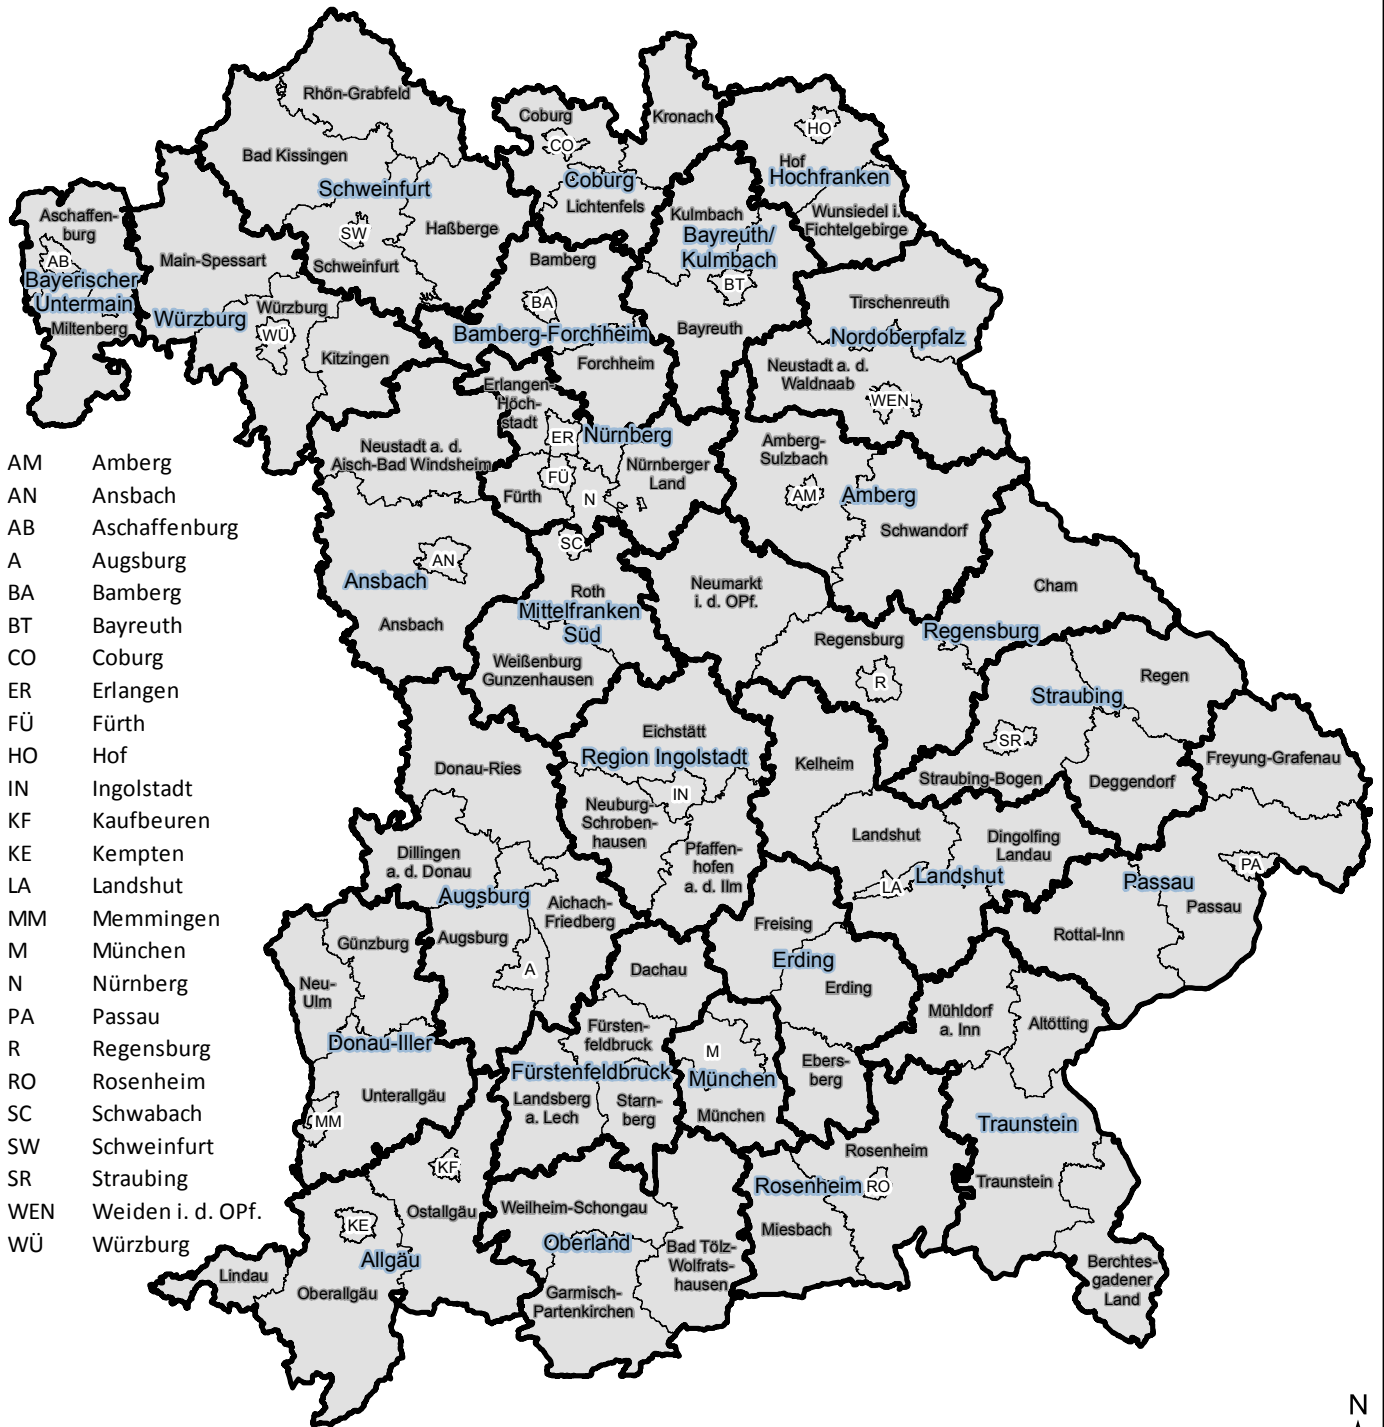 Rhön-Grabfeld
Coburg
CO
Kronach
HO
Hof
Hochfranken
Bad Kissingen
Schweinfurt
Coburg
Lichtenfels
Kulmbach
Bayreuth/
Kulmbach
BT
Bayreuth
Wunsiedel i.
Fichtelgebirge
Aschaffen-
burg
AB
Bayerischer
Untermain
Miltenberg
Main-Spessart
SW
Schweinfurt
Haßberge
Bamberg
BA
Bamberg-Forchheim
Forchheim
Würzburg
Würzburg
WÜ
Kitzingen
Tirschenreuth
Nordoberpfalz
Neustadt a. d.
Waldnaab
WEN
Erlangen-
Höch-
stadt
ER
Nürnberg
Neustadt a. d.
Aisch-Bad Windsheim
FÜ
Fürth
N
Nürnberger
Land
Amberg-
Sulzbach
AM
Amberg
Schwandorf
SC
AN
Ansbach
Ansbach
Roth
Mittelfranken
Süd
Weißenburg
Gunzenhausen
Neumarkt
i. d. OPf.
Cham
Regensburg
Regensburg
R
Regen
Straubing
SR
Straubing-Bogen
Deggendorf
Freyung-Grafenau
Eichstätt
Region Ingolstadt
IN
Neuburg-
Schroben-
hausen
Pfaffen-
hofen
a. d. Ilm
Kelheim
Donau-Ries
Dillingen
a. d. Donau
Augsburg
Aichach-
Friedberg
Augsburg
A
Landshut
Dingolfing
Landau
LA
Landshut
PA
Passau
Passau
Rottal-Inn
Günzburg
Neu-
Ulm
Donau-Iller
Unterallgäu
MM
Dachau
Freising
Erding
Erding
Mühldorf
a. Inn
Altötting
Fürsten-
feldbruck
Fürstenfeldbruck
Landsberg
a. Lech
Starn-
berg
M
München
München
Ebers-
berg
Traunstein
Traunstein
Rosenheim
Rosenheim
RO
Miesbach
Berchtes-
gadener
Land
KF
Ostallgäu
KE
Allgäu
Oberallgäu
Lindau
Weilheim-Schongau
Oberland
Bad Tölz-
Wolfrats-
hausen
Garmisch-
Partenkirchen
AM Amberg
AN Ansbach
AB Aschaffenburg
A Augsburg
BA Bamberg
BT Bayreuth
CO Coburg
ER Erlangen
FÜ Fürth
HO Hof
IN Ingolstadt
KF Kaufbeuren
KE Kempten
LA Landshut
MM Memmingen
M München
N Nürnberg
PA Passau
R Regensburg
RO Rosenheim
SC Schwabach
SW Schweinfurt
SR Straubing
WEN Weiden i. d. OPf.
WÜ Würzburg
N